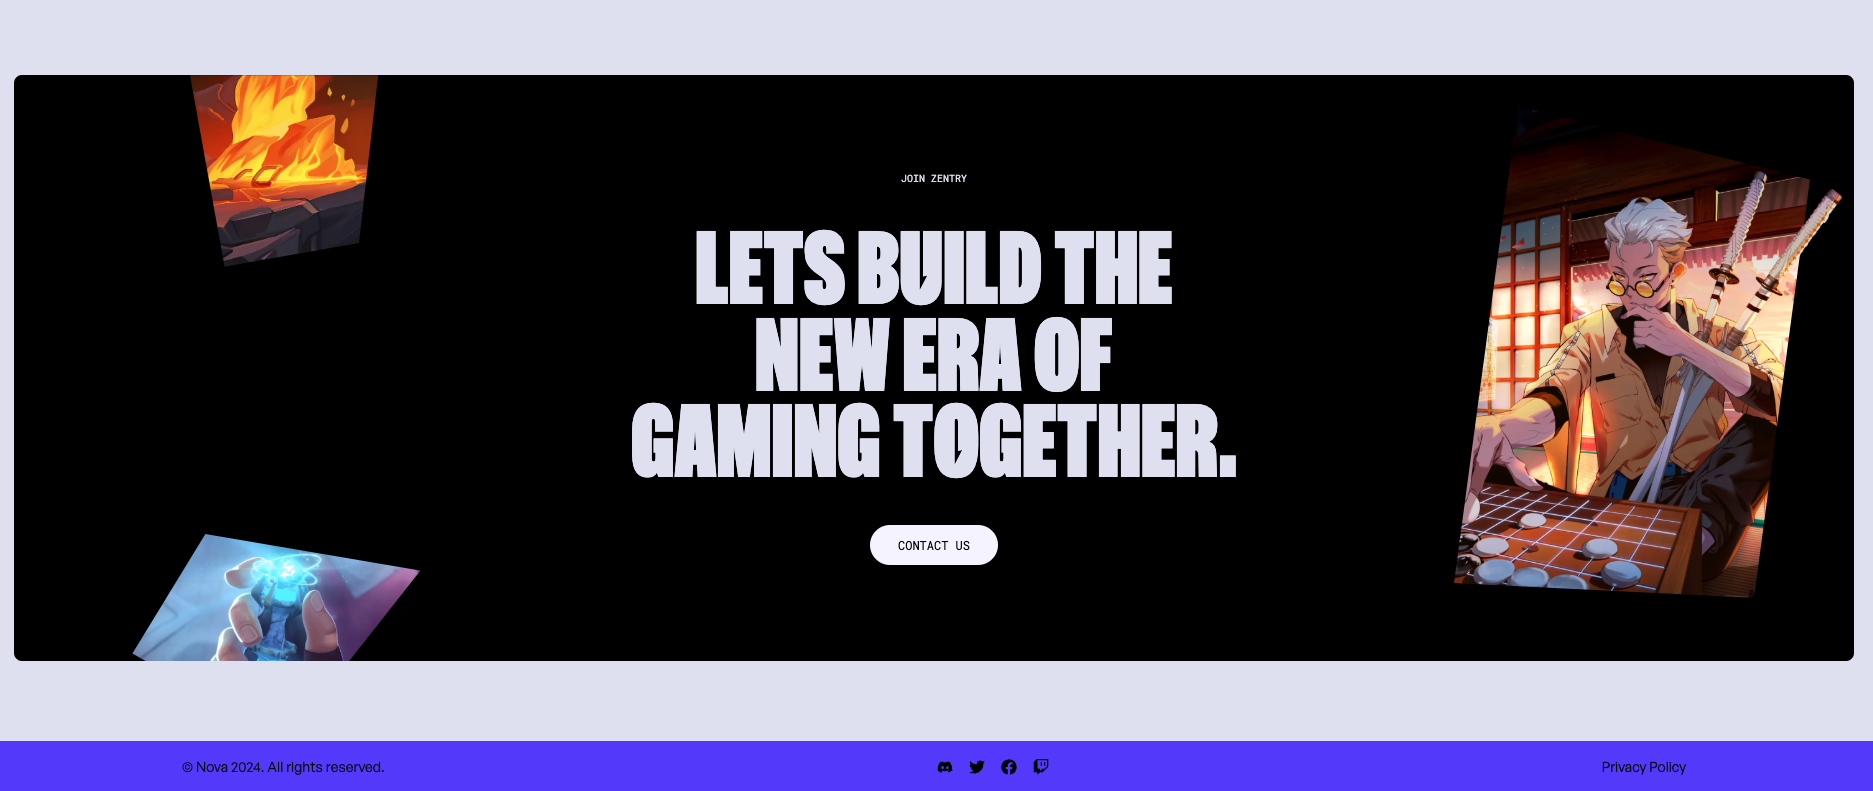 JOIN ZENTRY
LETS BUILD THE
NEW ERA OF
GAMING TOGETHER.
CONTACT US
© Nova 2024. All rights reserved.
Privacy Policy